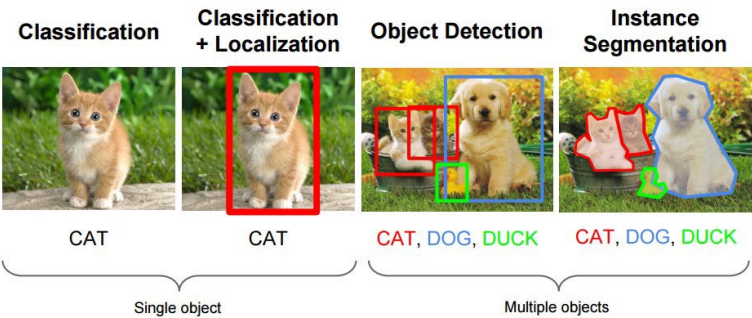 Classification
Classification
+ Localization
Object Detection
Instance
Segmentation
CAT
CAT
CAT, DOG, DUCK
CAT, DOG, DUCK
Single object
Multiple objects